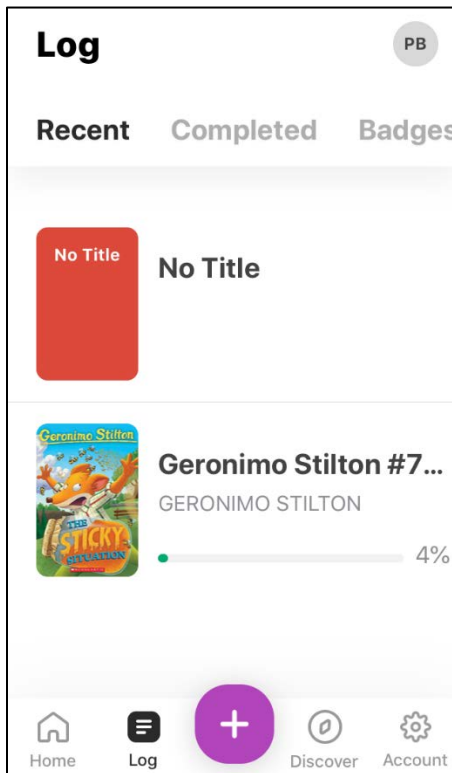 Log
PB
Recent Completed Badges
No Title
No Title
Geronimo Stilton
THE
STICKY
SITUATION
SCHOLASTIC
Geronimo Stilton #7...
GERONIMO STILTON
4%
+
Home Log Discover Account